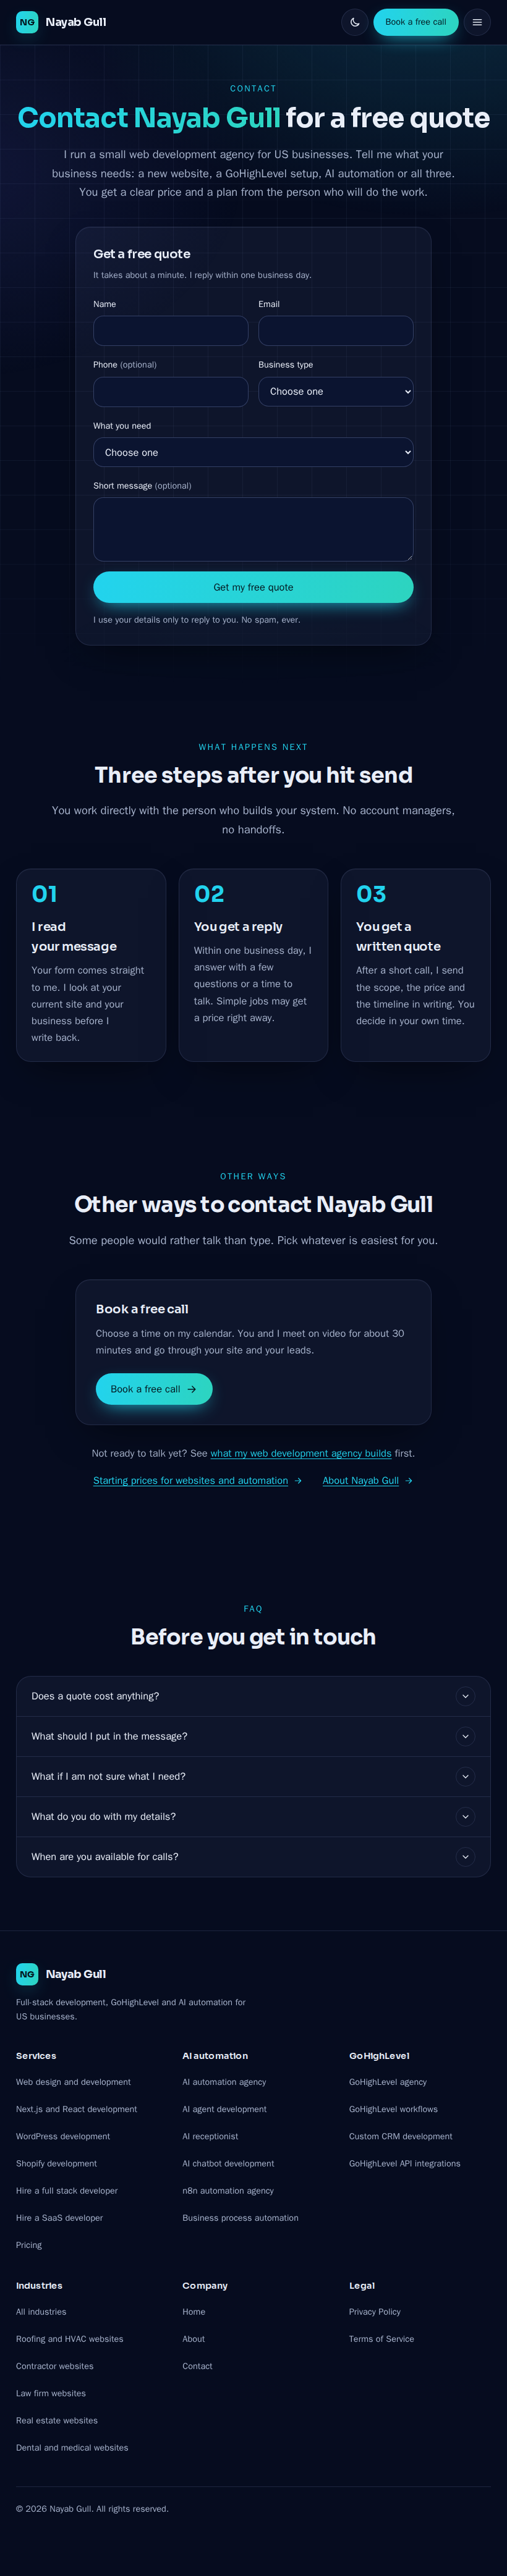 NG Nayab Gull Book a free call
CONTACT
Contact Nayab Gull for a free quote
I run a small web development agency for US businesses. Tell me what your
business needs: a new website, a GoHighLevel setup, AI automation or all three.
You get a clear price and a plan from the person who will do the work.
Get a free quote
It takes about a minute. I reply within one business day.
Name Email
Phone (optional) Business type
Choose one
What you need
Choose one
Short message (optional)
Get my free quote
I use your details only to reply to you. No spam, ever.
WHAT HAPPENS NEXT
Three steps after you hit send
You work directly with the person who builds your system. No account managers,
no handoffs.
01
I read
your message
Your form comes straight
to me. I look at your
current site and your
business before I
write back.
02
You get a reply
Within one business day, I
answer with a few
questions or a time to
talk. Simple jobs may get
a price right away.
03
You get a
written quote
After a short call, I send
the scope, the price and
the timeline in writing. You
decide in your own time.
OTHER WAYS
Other ways to contact Nayab Gull
Some people would rather talk than type. Pick whatever is easiest for you.
Book a free call
Choose a time on my calendar. You and I meet on video for about 30
minutes and go through your site and your leads.
Book a free call →
Not ready to talk yet? See what my web development agency builds first.
Starting prices for websites and automation → About Nayab Gull →
FAQ
Before you get in touch
Does a quote cost anything?
What should I put in the message?
What if I am not sure what I need?
What do you do with my details?
When are you available for calls?
NG Nayab Gull
Full-stack development, GoHighLevel and AI automation for
US businesses.
Services
Web design and development
Next.js and React development
WordPress development
Shopify development
Hire a full stack developer
Hire a SaaS developer
Pricing
AI automation
AI automation agency
AI agent development
AI receptionist
AI chatbot development
n8n automation agency
Business process automation
GoHighLevel
GoHighLevel agency
GoHighLevel workflows
Custom CRM development
GoHighLevel API integrations
Industries
All industries
Roofing and HVAC websites
Contractor websites
Law firm websites
Real estate websites
Dental and medical websites
Company
Home
About
Contact
Legal
Privacy Policy
Terms of Service
© 2026 Nayab Gull. All rights reserved.